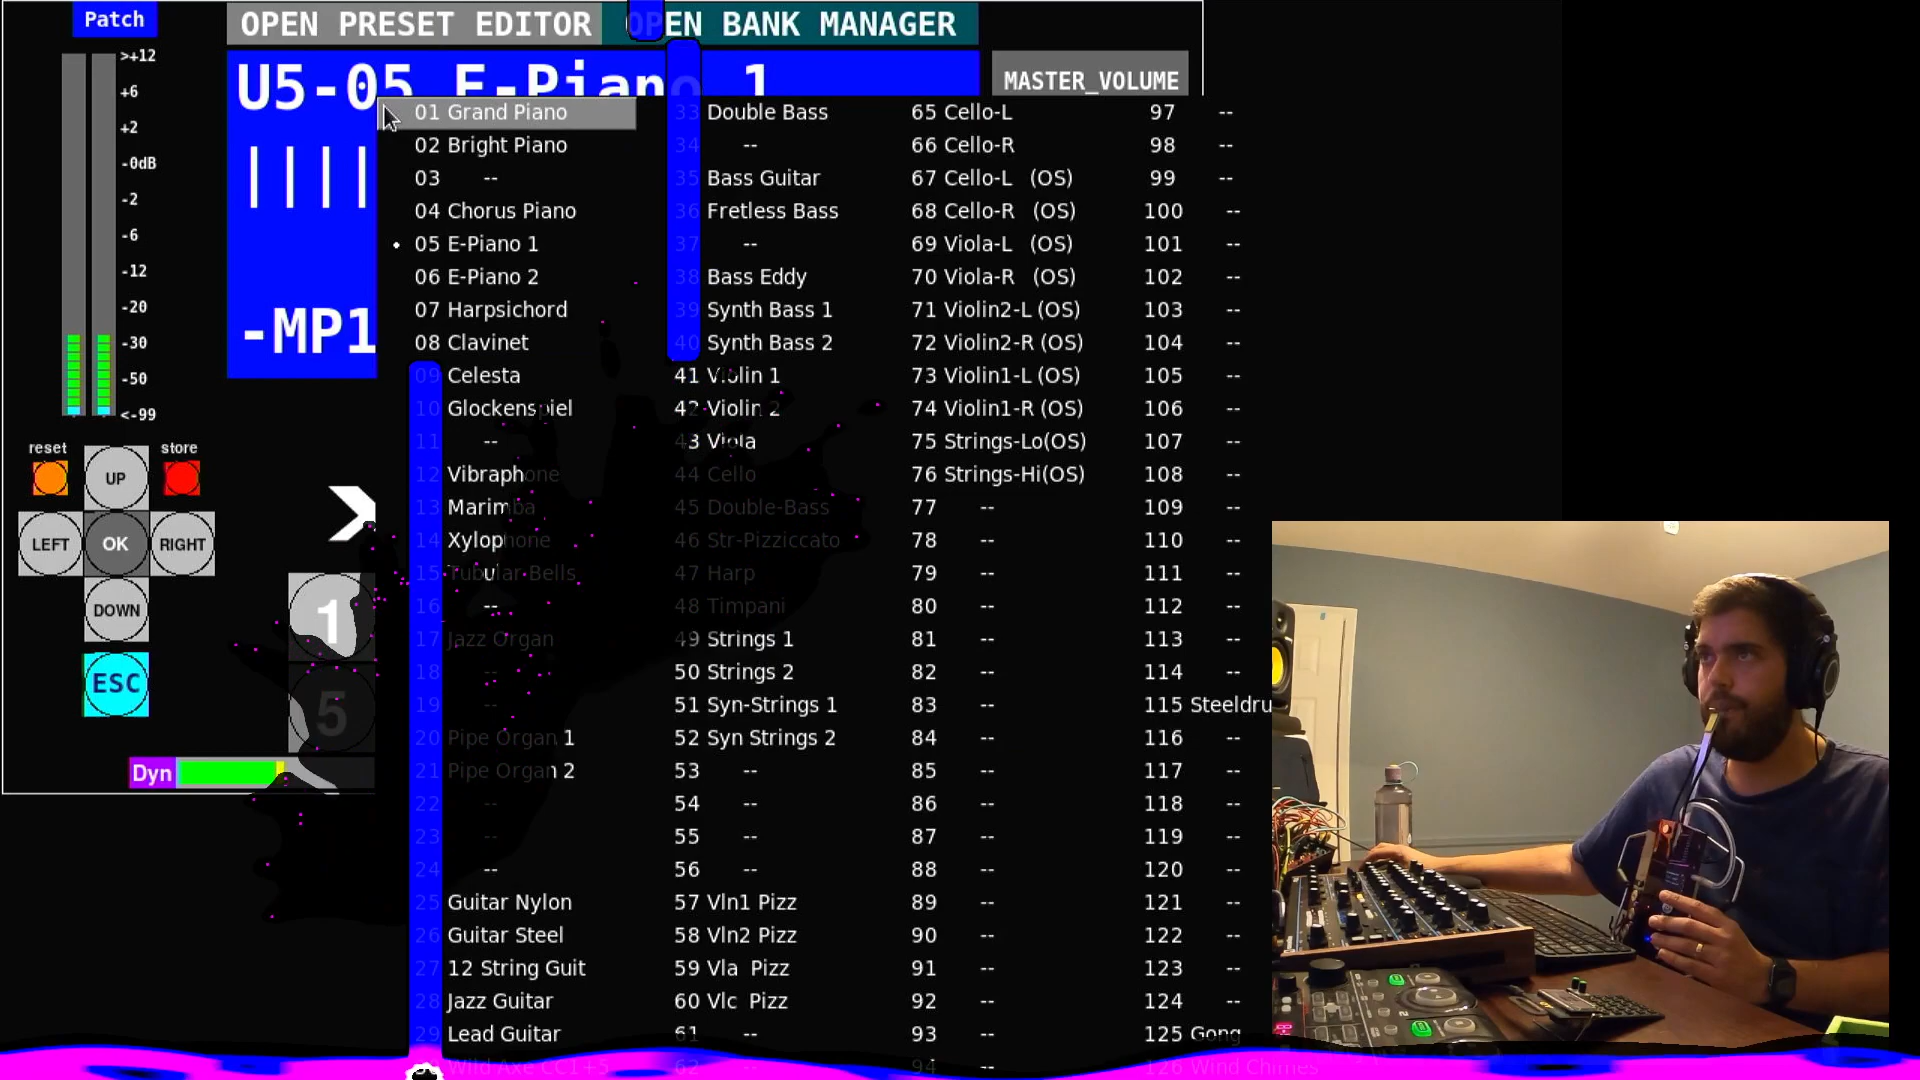 Patch
OPEN PRESET EDITOR
OPEN BANK MANAGER
U5-05 E-Piano 1
MASTER_VOLUME
>+12
+6
+2
-0dB
-2
-6
-12
-20
-30
-50
<-99
-MP1
reset
store
UP
LEFT
OK
RIGHT
DOWN
ESC
1
5
Dyn
01 Grand Piano
02 Bright Piano
03 --
04 Chorus Piano
• 05 E-Piano 1
06 E-Piano 2
07 Harpsichord
08 Clavinet
09 Celesta
10 Glockenspiel
11 --
12 Vibraphone
13 Marimba
14 Xylophone
15 Tubular Bells
16 --
17 Jazz Organ
18 --
19 --
20 Pipe Organ 1
21 Pipe Organ 2
22 --
23 --
24 --
25 Guitar Nylon
26 Guitar Steel
27 12 String Guit
28 Jazz Guitar
29 Lead Guitar
Wild Axe CC1+5
33 Double Bass
34 --
35 Bass Guitar
36 Fretless Bass
37 --
38 Bass Eddy
39 Synth Bass 1
40 Synth Bass 2
41 Violin 1
42 Violin 2
43 Viola
44 Cello
45 Double-Bass
46 Str-Pizziccato
47 Harp
48 Timpani
49 Strings 1
50 Strings 2
51 Syn-Strings 1
52 Syn Strings 2
53 --
54 --
55 --
56 --
57 Vln1 Pizz
58 Vln2 Pizz
59 Vla Pizz
60 Vlc Pizz
61 --
62 --
65 Cello-L
66 Cello-R
67 Cello-L (OS)
68 Cello-R (OS)
69 Viola-L (OS)
70 Viola-R (OS)
71 Violin2-L (OS)
72 Violin2-R (OS)
73 Violin1-L (OS)
74 Violin1-R (OS)
75 Strings-Lo(OS)
76 Strings-Hi(OS)
77 --
78 --
79 --
80 --
81 --
82 --
83 --
84 --
85 --
86 --
87 --
88 --
89 --
90 --
91 --
92 --
93 --
94 --
97 --
98 --
99 --
100 --
101 --
102 --
103 --
104 --
105 --
106 --
107 --
108 --
109 --
110 --
111 --
112 --
113 --
114 --
115 Steeldru
116 --
117 --
118 --
119 --
120 --
121 --
122 --
123 --
124 --
125 Gong
126 Wind Chimes